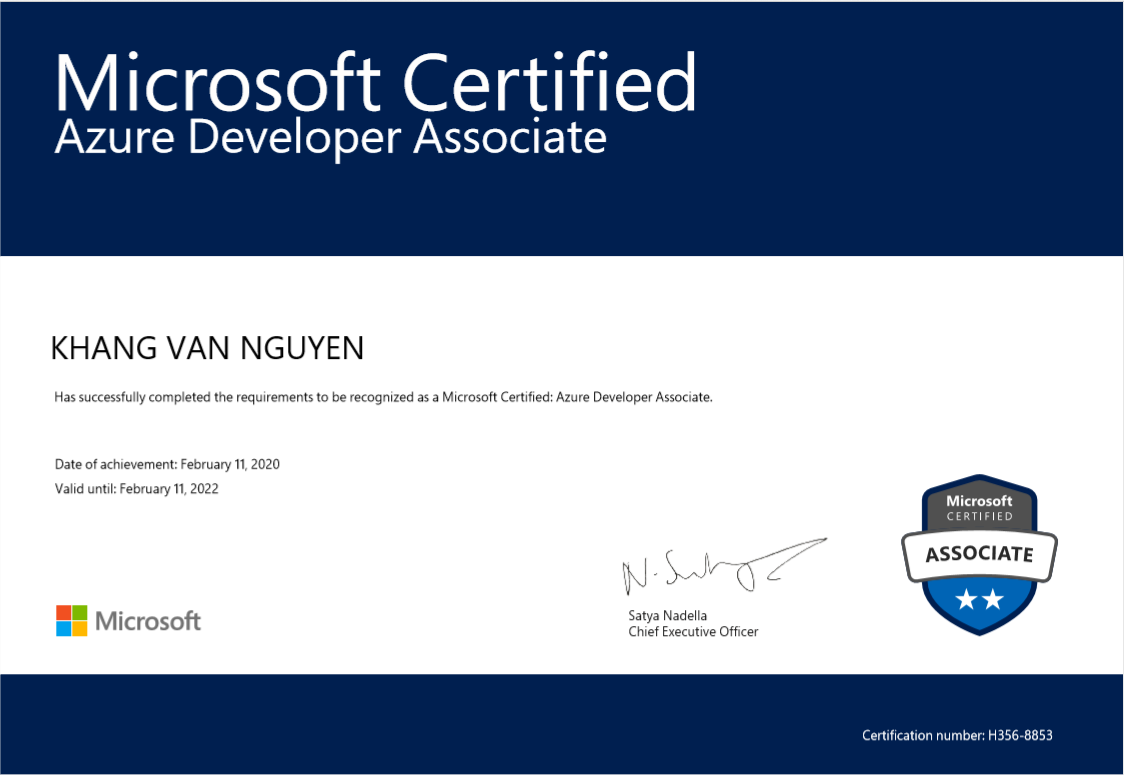 Microsoft Certified
Azure Developer Associate
KHANG VAN NGUYEN
Has successfully completed the requirements to be recognized as a Microsoft Certified: Azure Developer Associate.
Date of achievement: February 11, 2020
Valid until: February 11, 2022
Microsoft
CERTIFIED
ASSOCIATE
N. Satya
Satya Nadella
Chief Executive Officer
Microsoft
Certification number: H356-8853